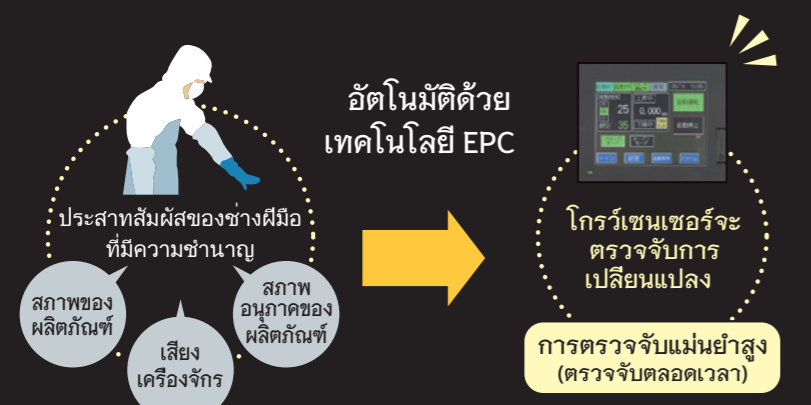 อัตโนมัติด้วย
เทคโนโลยี EPC
ประสาทสัมผัสของช่างฝีมือ
ที่มีความชำนาญ
สภาพของ
ผลิตภัณฑ์
เสียง
เครืองจักร
สภาพ
อนุภาคของ
ผลิตภัณฑ์
25
0.000
35
โกรว์เซนเซอร์จะ
ตรวจจับการ
เปลียนแปลง
การตรวจจับแม่นยำสูง
(ตรวจจับตลอดเวลา)